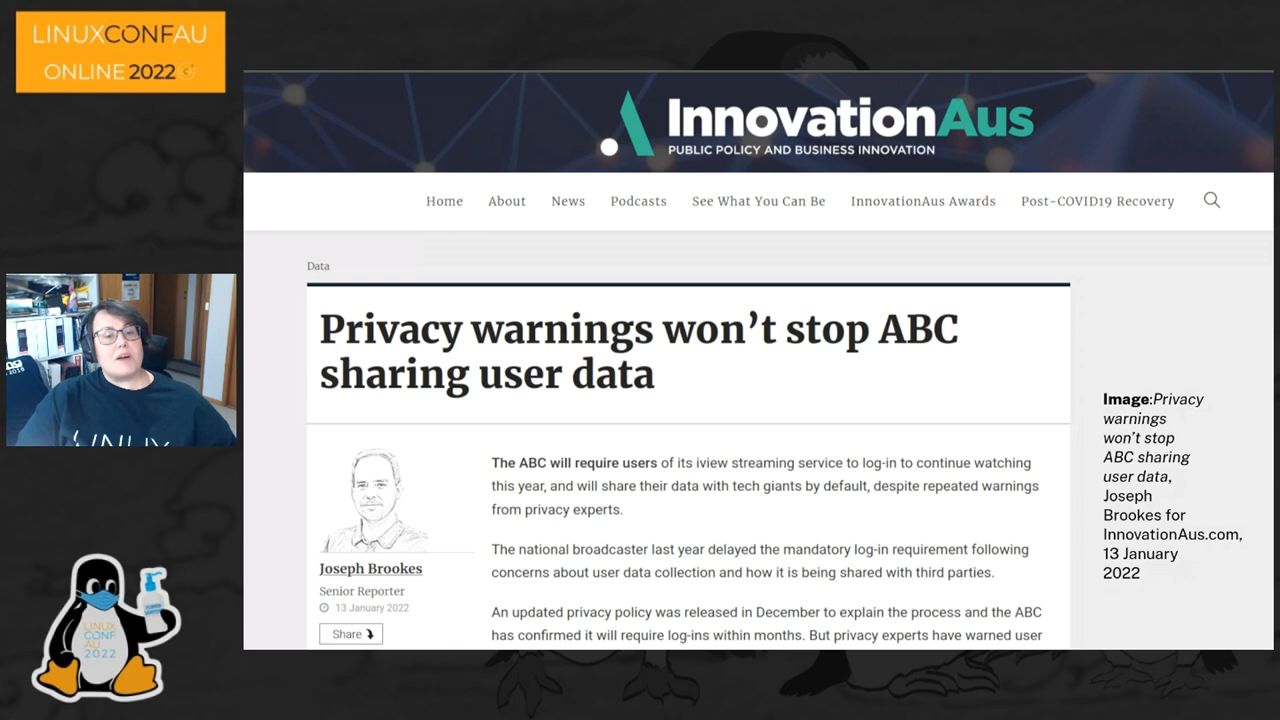 LINUXCONFAU
ONLINE 2022
InnovationAus
PUBLIC POLICY AND BUSINESS INNOVATION
Home About News Podcasts See What You Can Be InnovationAus Awards Post-COVID19 Recovery
Data
Privacy warnings won’t stop ABC
sharing user data
Joseph Brookes
Senior Reporter
13 January 2022
Share
The ABC will require users of its iview streaming service to log-in to continue watching
this year, and will share their data with tech giants by default, despite repeated warnings
from privacy experts.
The national broadcaster last year delayed the mandatory log-in requirement following
concerns about user data collection and how it is being shared with third parties.
An updated privacy policy was released in December to explain the process and the ABC
has confirmed it will require log-ins within months. But privacy experts have warned user
Image:Privacy
warnings
won’t stop
ABC sharing
user data,
Joseph
Brookes for
InnovationAus.com,
13 January
2022
LINUX
LINUX
CONF
AU
2022